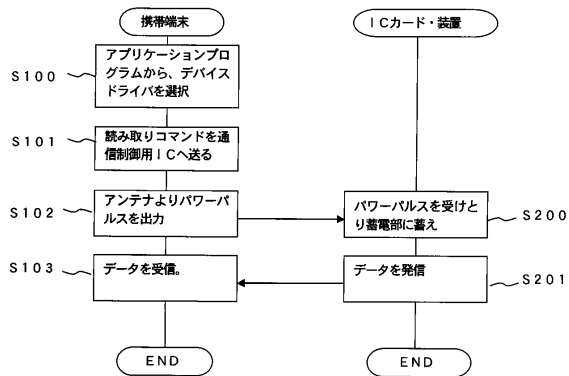 携帯端末
ICカード・装置
S100
アプリケーションプロ
グラムから、デバイス
ドライバを選択
S101
読み取りコマンドを通
信制御用ICへ送る
S102
アンテナよりパワーパ
ルスを出力
パワーパルスを受けと
り蓄電部に蓄え
S200
S103
データを受信。
データを発信
S201
END
END